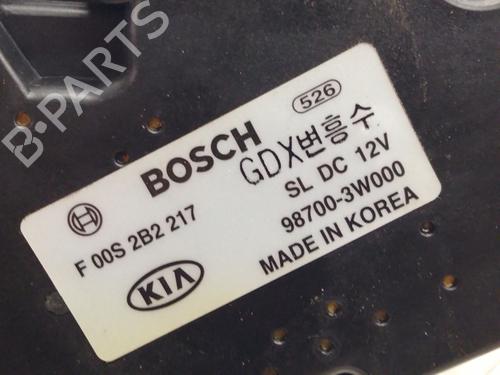 B·PARTS
526
BOSCH
GDX변흥수
F 00S 2B2 217
SL DC 12V
98700-3W000
KIA
MADE IN KOREA